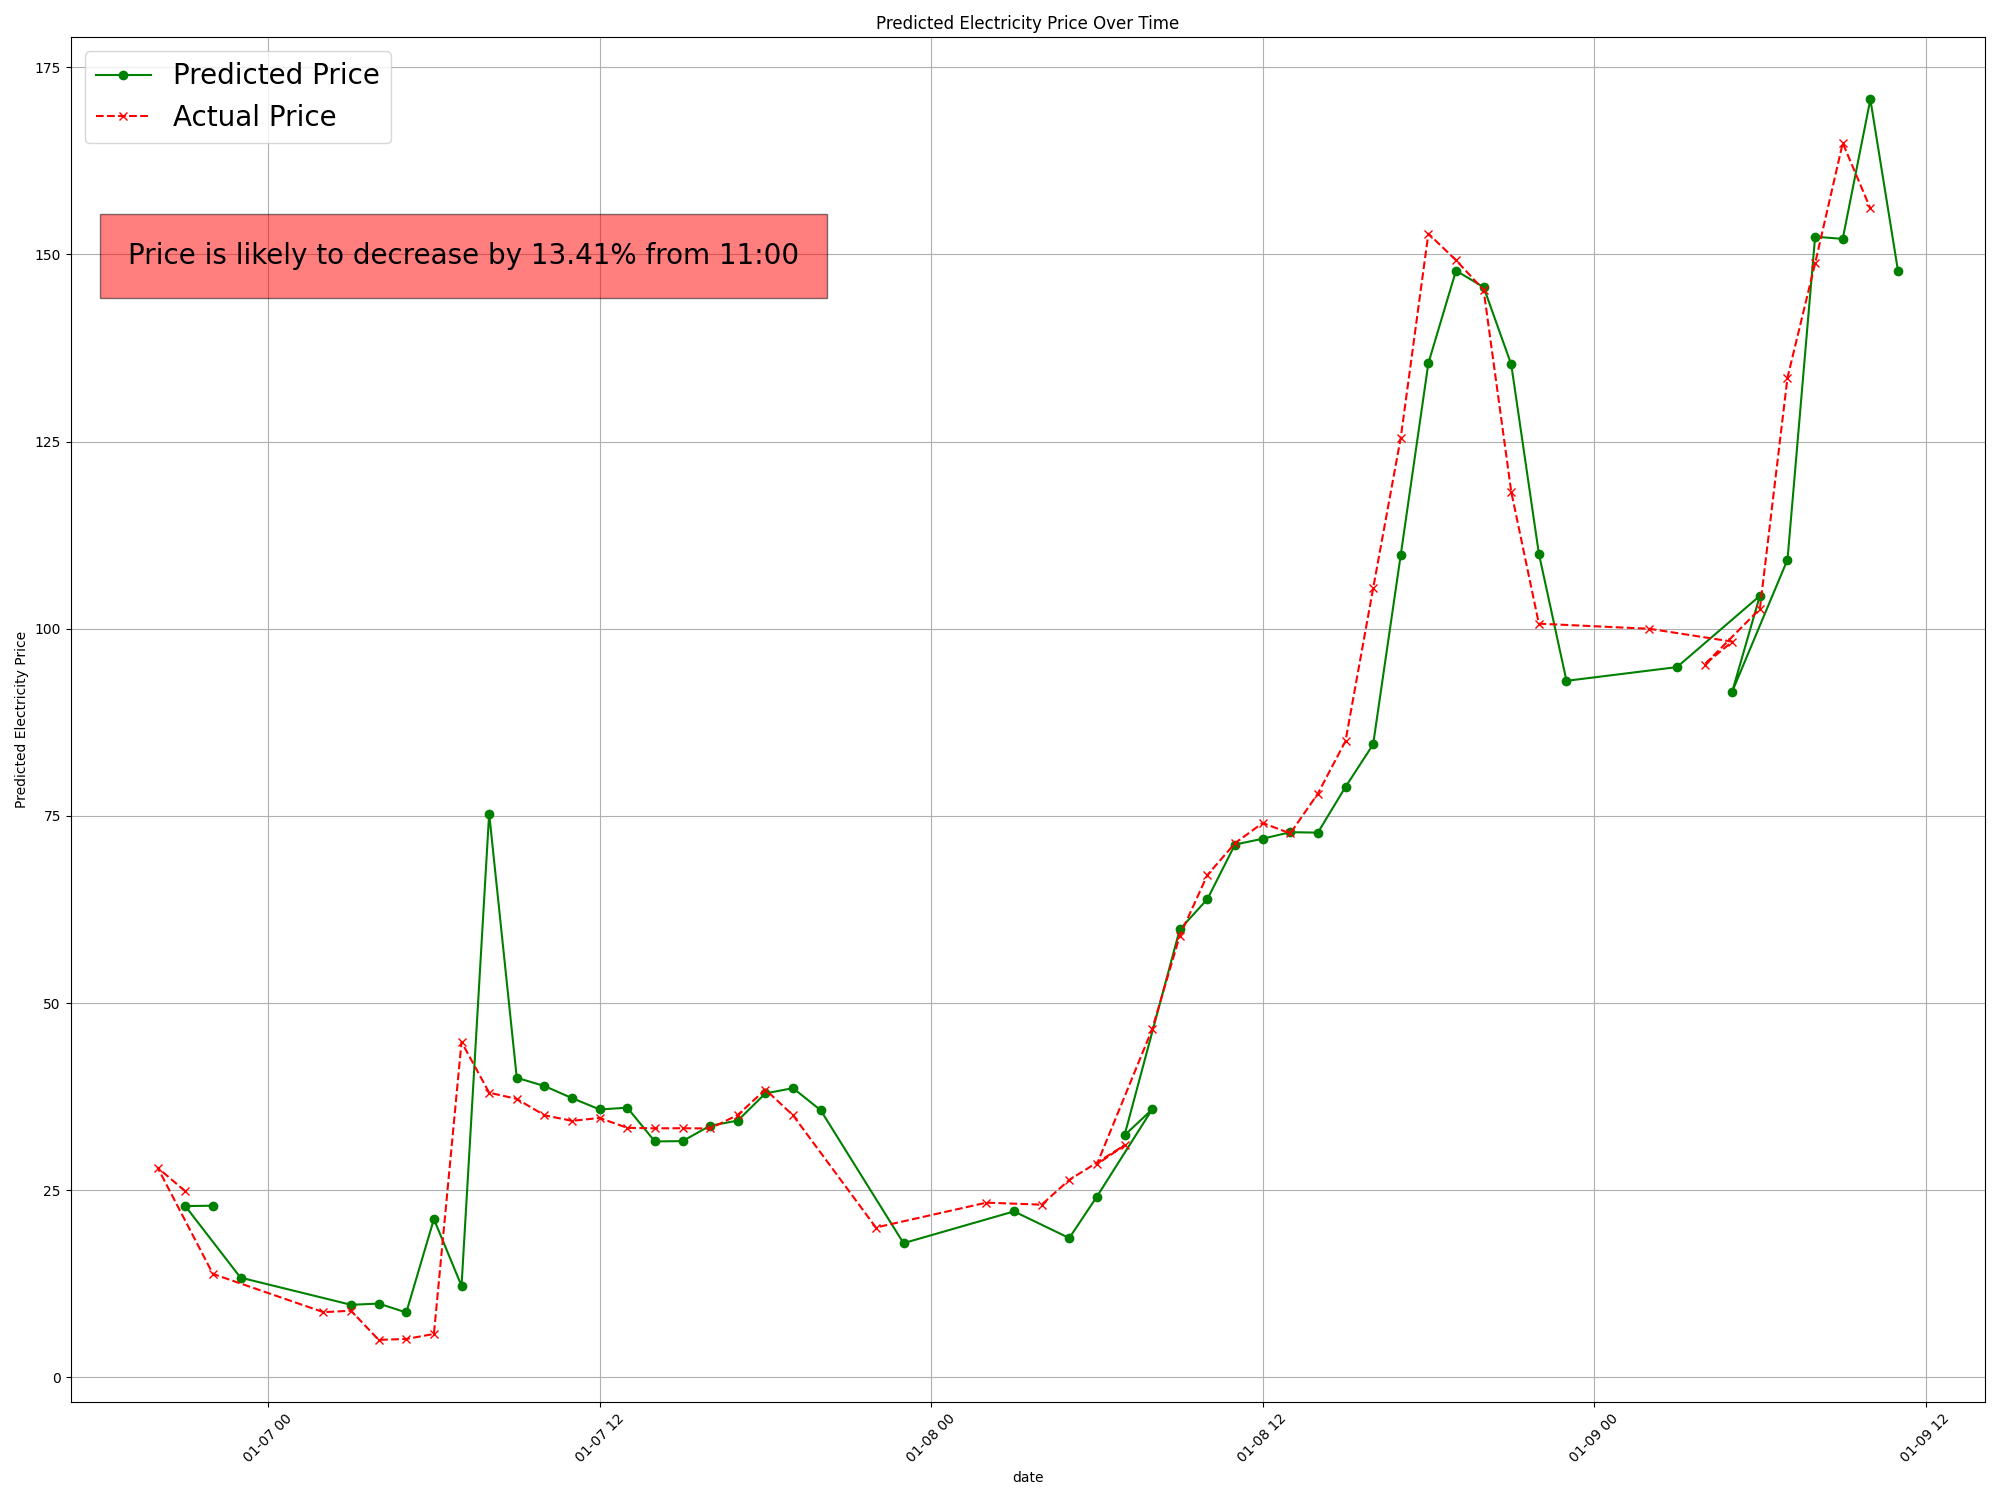 Predicted Electricity Price Over Time
Predicted Price
Actual Price
Price is likely to decrease by 13.41% from 11:00
175
150
125
100
75
50
25
0
Predicted Electricity Price
01-07 00
01-07 12
01-08 00
01-08 12
01-09 00
01-09 12
date